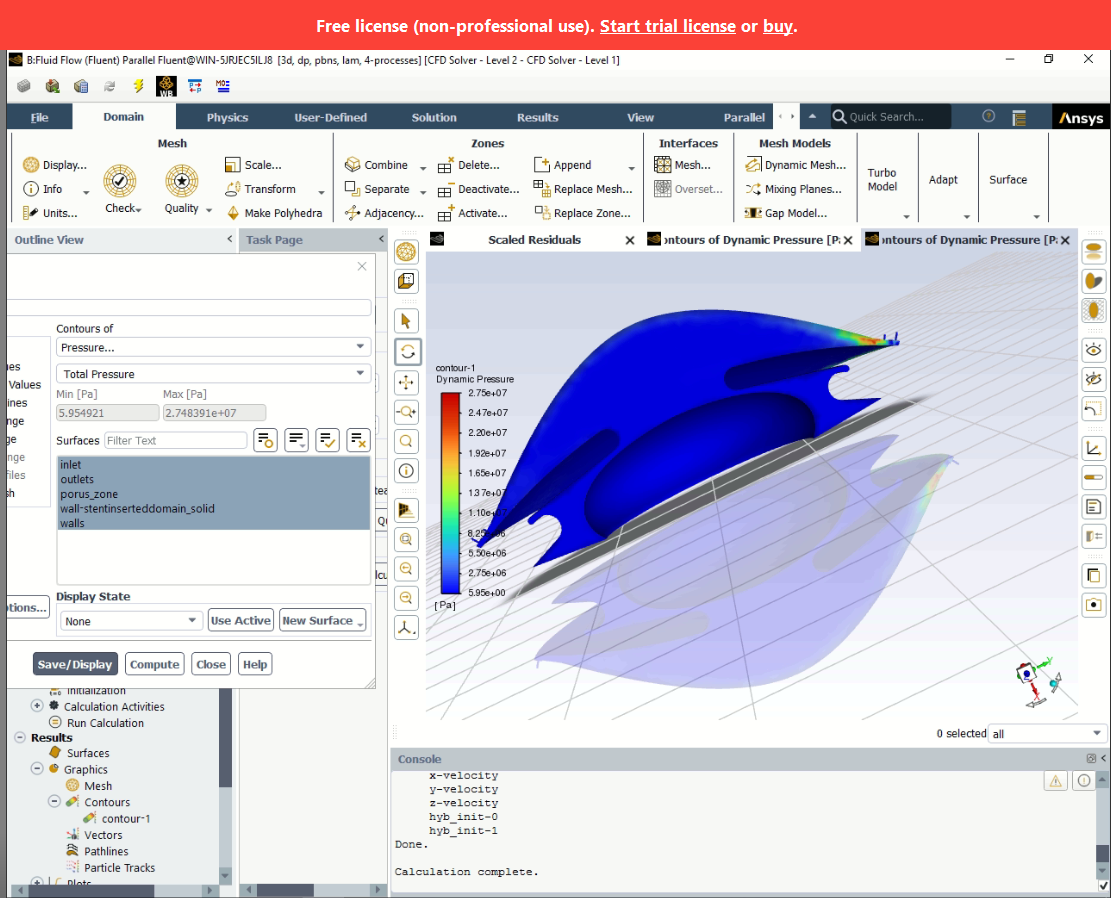 Free license (non-professional use). Start trial license or buy.
B:Fluid Flow (Fluent) Parallel Fluent@WIN-5JRJEC5ILJ8 [3d, dp, pbns, lam, 4-processes] [CFD Solver - Level 2 - CFD Solver - Level 1]
WB
File Domain Physics User-Defined Solution Results View Parallel Quick Search... Ansys
Mesh Zones Interfaces Mesh Models
Display... Scale... Combine Delete... Append Mesh... Dynamic Mesh...
Info Transform Separate Deactivate... Replace Mesh... Overset... Mixing Planes...
Units... Check Quality Make Polyhedra Adjacency... Activate... Replace Zone... Gap Model...
Turbo Model Adapt Surface
Outline View Task Page
Scaled Residuals
ontours of Dynamic Pressure [P:
ontours of Dynamic Pressure [P:
Contours of
Pressure...
Total Pressure
Min [Pa] Max [Pa]
5.954921 2.748391e+07
Surfaces Filter Text
inlet
outlets
porus_zone
wall-stentinserteddomain_solid
walls
es
Values
ines
nge
ge
nge
files
sh
Display State
tions...
None Use Active New Surface
Save/Display Compute Close Help
contour-1
Dynamic Pressure
2.75e+07
2.47e+07
2.20e+07
1.92e+07
1.65e+07
1.37e+07
1.10e+07
8.25e+06
5.50e+06
2.75e+06
5.95e+00
[ Pa ]
Initialization
Calculation Activities
Run Calculation
Results
Surfaces
Graphics
Mesh
Contours
contour-1
Vectors
Pathlines
Particle Tracks
Plots
0 selected all
Console
x-velocity
y-velocity
z-velocity
hyb_init-0
hyb_init-1
Done.
Calculation complete.